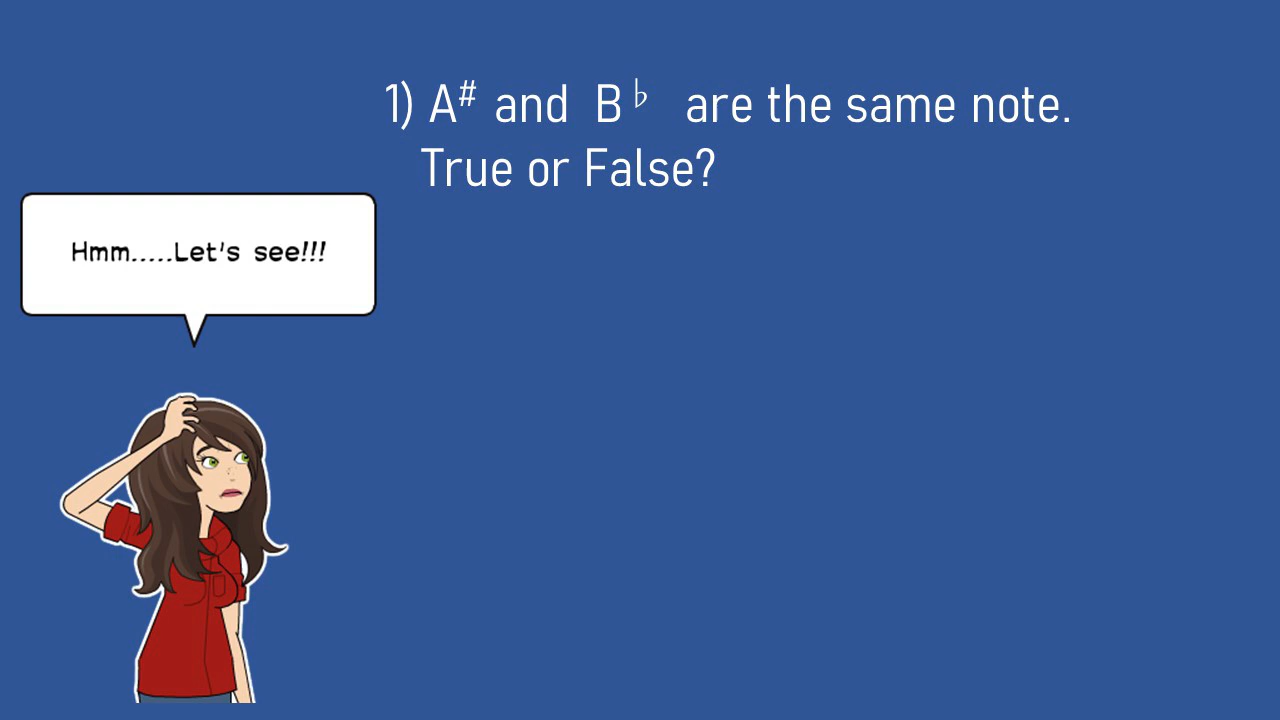 1) A# and B♭ are the same note.
True or False?
Hmm.....Let's see!!!